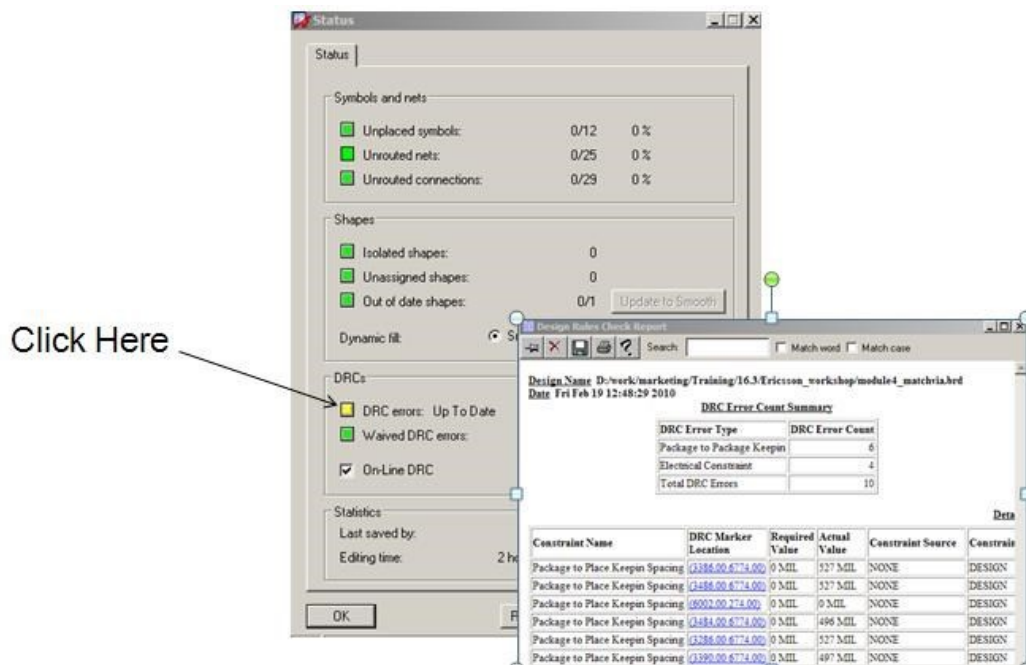 Status
Status
Symbols and nets
Unplaced symbols: 0/12 0 %
Unrouted nets: 0/25 0 %
Unrouted connections: 0/29 0 %
Shapes
Isolated shapes: 0
Unassigned shapes: 0
Out of date shapes: 0/1 Update to Smooth
Dynamic fill:
Click Here
DRCs
DRC errors: Up To Date
Waived DRC errors:
On-Line DRC
Statistics
Last saved by:
Editing time:
OK
Design Rules Check Report
Search: Match word Match case
Design Name D:/work/marketing/Training/16.3/Ericsson_workshop/module4_matchvia.brd
Date Fri Feb 19 12:48:29 2010
DRC Error Count Summary
DRC Error Type DRC Error Count
Package to Package Keepin 6
Electrical Constraint 4
Total DRC Errors 10
Constraint Name DRC Marker Location Required Value Actual Value Constraint Source
Package to Place Keepin Spacing (3386.00 6774.00) 0 MIL 527 MIL NONE DESIGN
Package to Place Keepin Spacing (3486.00 6774.00) 0 MIL 527 MIL NONE DESIGN
Package to Place Keepin Spacing (6002.00 274.00) 0 MIL 0 MIL NONE DESIGN
Package to Place Keepin Spacing (3484.00 6774.00) 0 MIL 496 MIL NONE DESIGN
Package to Place Keepin Spacing (3286.00 6774.00) 0 MIL 527 MIL NONE DESIGN
Package to Place Keepin Spacing (3390.00 6774.00) 0 MIL 497 MIL NONE DESIGN